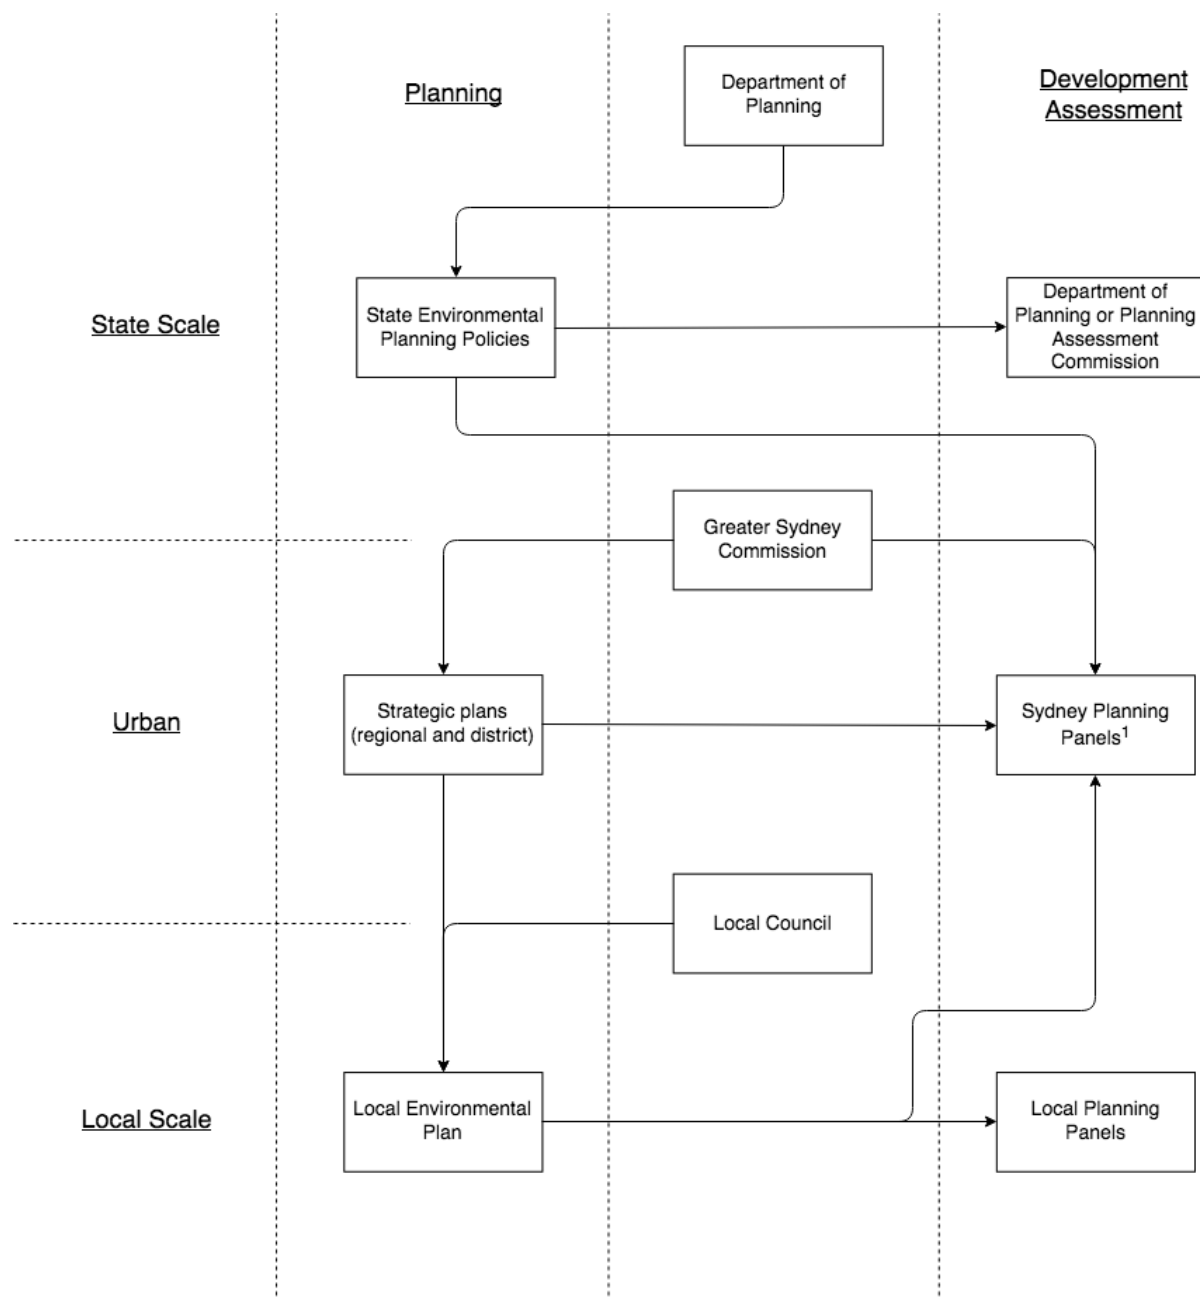 Planning
Department of
Planning
Development
Assessment
State Scale
State Environmental
Planning Policies
Department of
Planning or Planning
Assessment
Commission
Greater Sydney
Commission
Urban
Strategic plans
(regional and district)
Sydney Planning
Panels¹
Local Council
Local Scale
Local Environmental
Plan
Local Planning
Panels